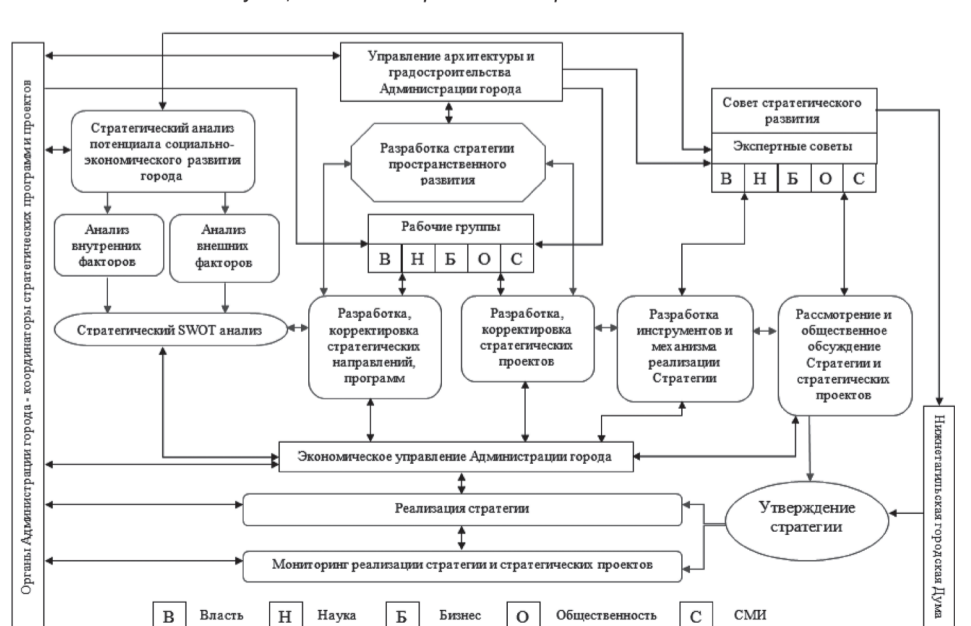 Управление архитектуры и
градостроительства
Администрации города
Совет стратегического
развития
Экспертные советы
В Н Б О С
Стратегический анализ
потенциала социально-
экономического развития
города
Разработка стратегии
пространственного
развития
Анализ
внутренних
факторов
Анализ
внешних
факторов
Рабочие группы
В Н Б О С
Стратегический SWOT анализ
Разработка,
корректировка
стратегических
направлений,
программ
Разработка,
корректировка
стратегических
проектов
Разработка
инструментов и
механизма
реализации
Стратегии
Рассмотрение и
общественное
обсуждение
Стратегии и
стратегических
проектов
Экономическое управление Администрации города
Реализация стратегии
Утверждение
стратегии
Мониторинг реализации стратегии и стратегических проектов
Органы Администрации города - координаторы стратегических программ и проектов
Нижнетагильская городская Дума
В Власть Н Наука Б Бизнес О Общественность С СМИ